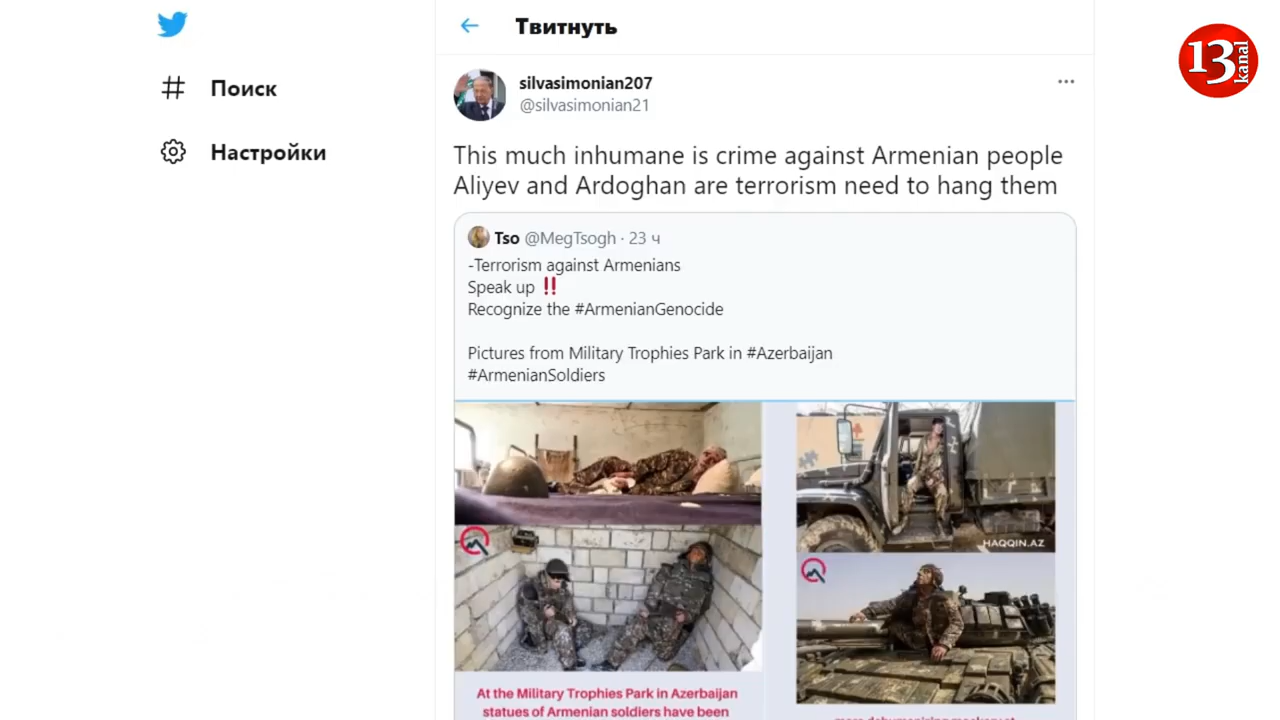 Твитнуть
13
kanal
Поиск
Настройки
silvasimonian207
@silvasimonian21
This much inhumane is crime against Armenian people
Aliyev and Ardoghan are terrorism need to hang them
Tso @MegTsogh · 23 ч
-Terrorism against Armenians
Speak up ‼
Recognize the #ArmenianGenocide
Pictures from Military Trophies Park in #Azerbaijan
#ArmenianSoldiers
HAQQIN.AZ
At the Military Trophies Park in Azerbaijan
statues of Armenian soldiers have been